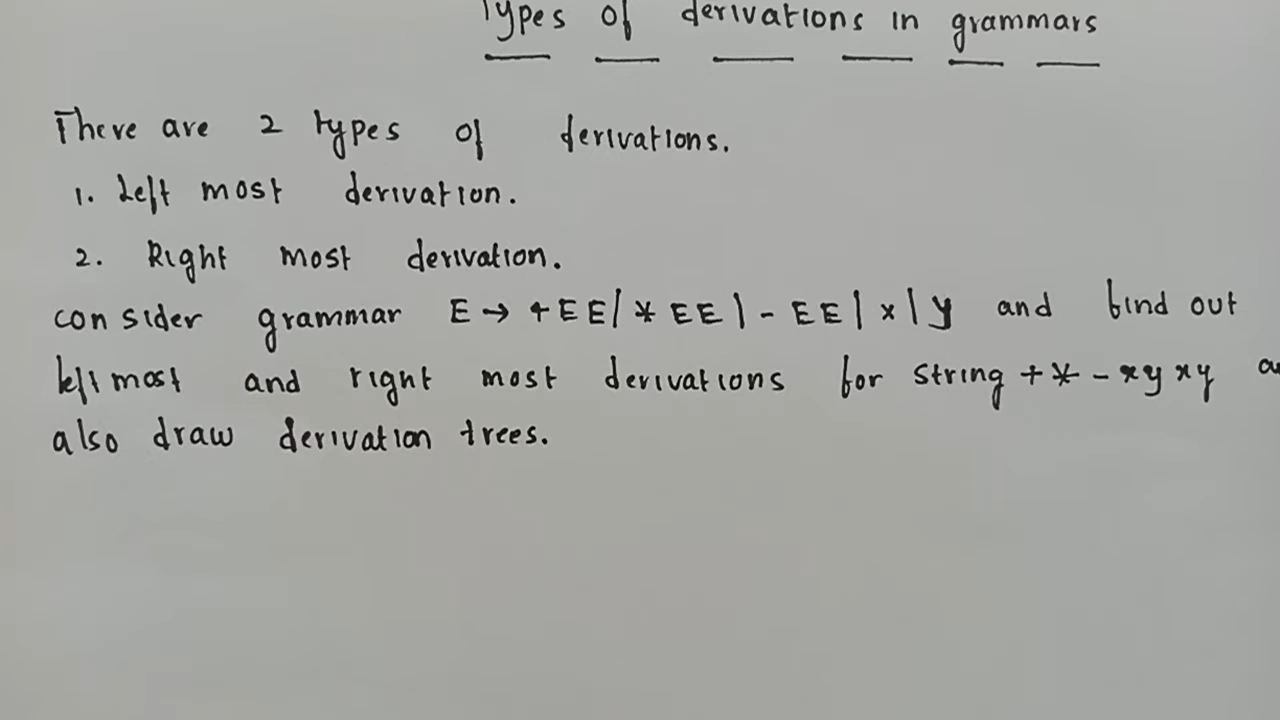 Types of derivations in grammars
There are 2 types of derivations.
1. Left most derivation.
2. Right most derivation.
consider grammar E → +EE | * EE | - EE | x | y and find out
left most and right most derivations for string +*-xyxy
also draw derivation trees.